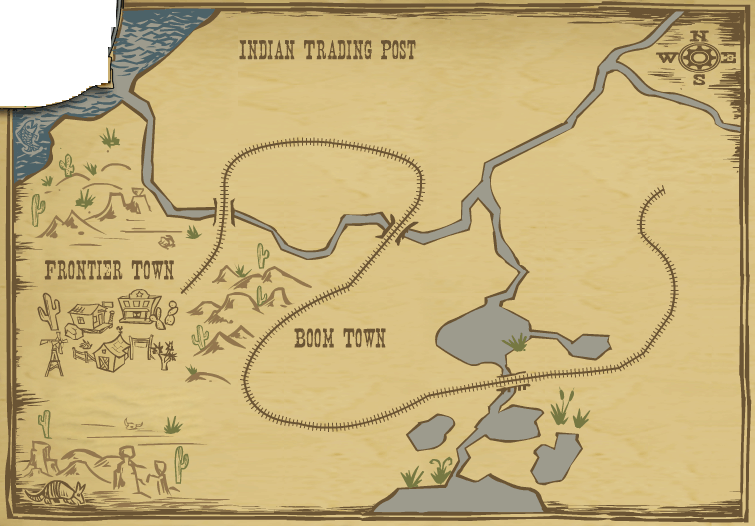 INDIAN TRADING POST
N
W E
S
FRONTIER TOWN
BOOM TOWN